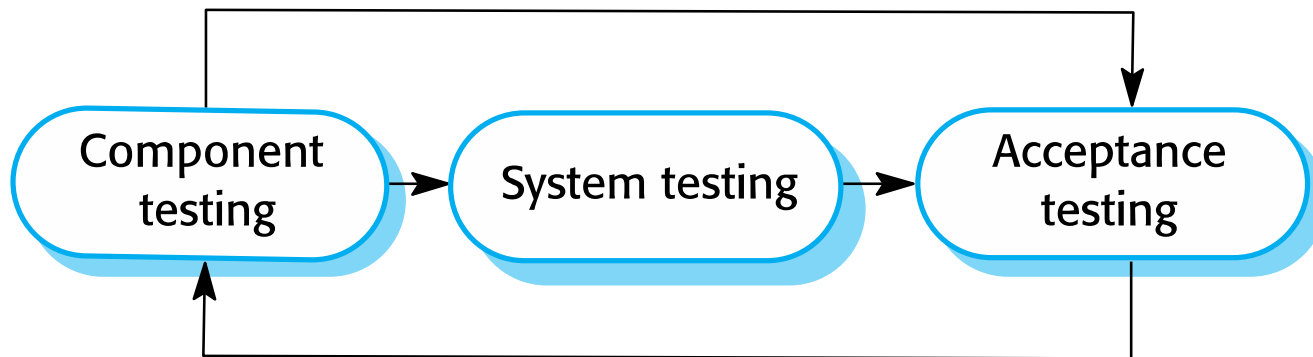 Component
testing
System testing
Acceptance
testing